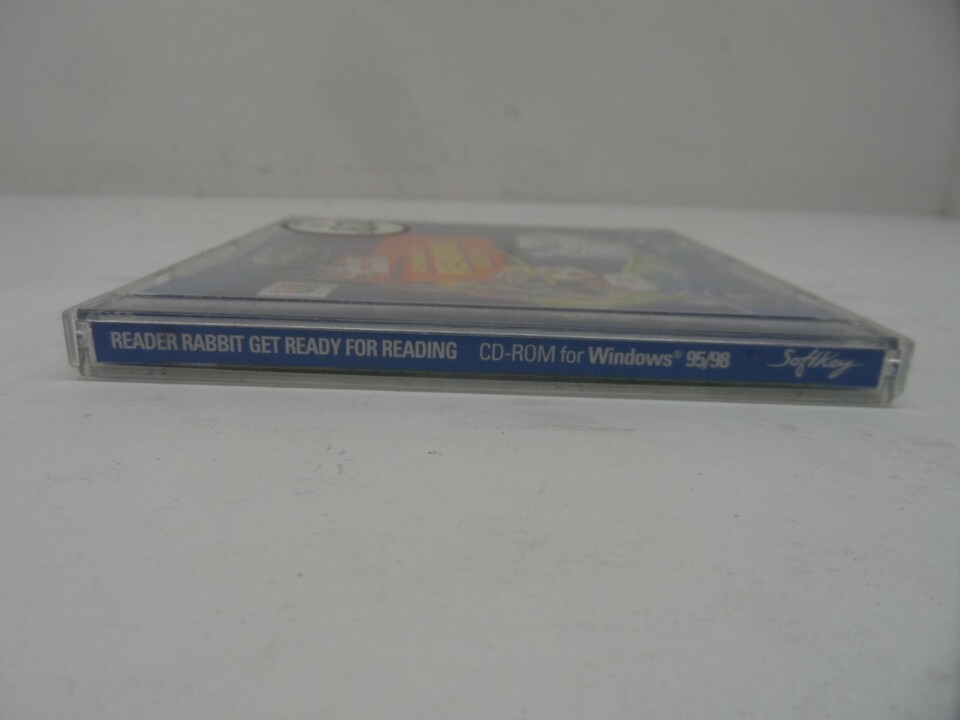 READER RABBIT GET READY FOR READING CD-ROM for Windows® 95/98 SoftKey